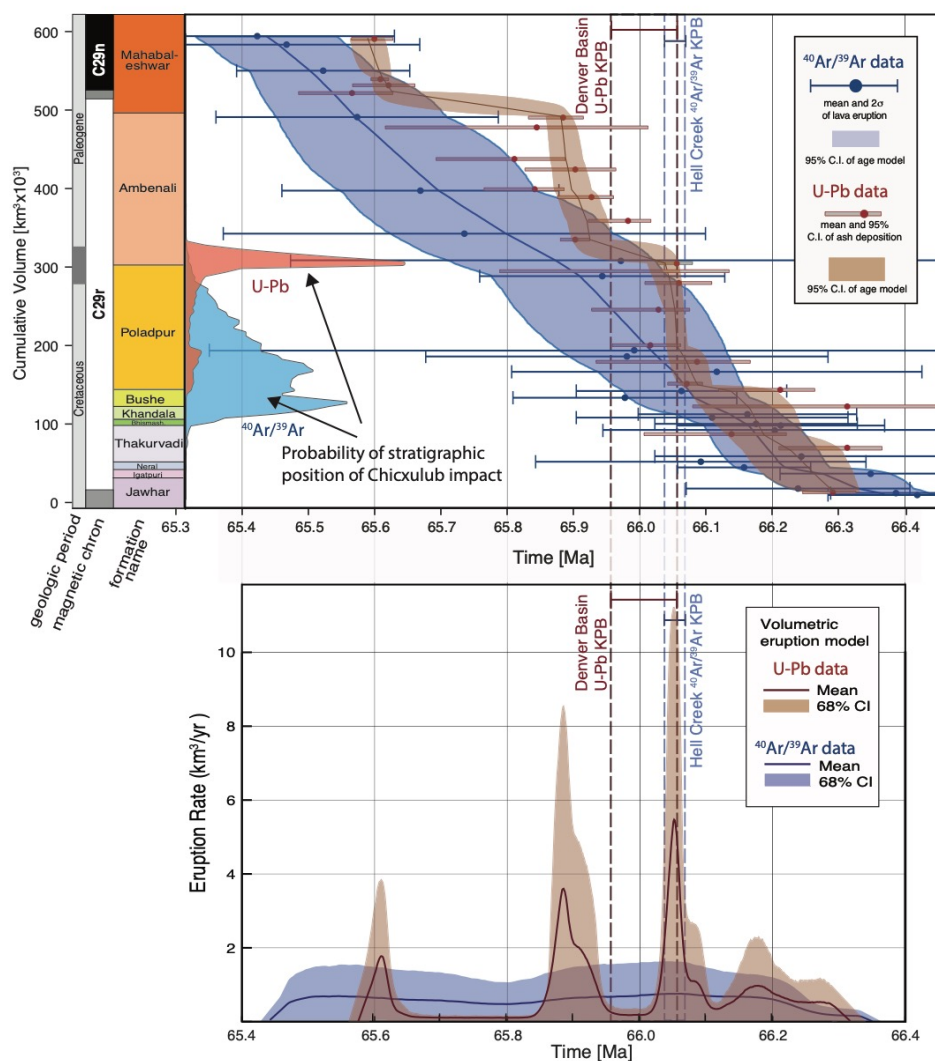 Cumulative Volume [km³x10³]
600
500
400
300
200
100
0
Paleogene
Cretaceous
C29n
C29r
Mahabal-
eshwar
Ambenali
Poladpur
Bushe
Khandala
Bhismash.
Thakurvadi
Neral
Igatpuri
Jawhar
geologic period
magnetic chron
formation
name
U-Pb
⁴⁰Ar/³⁹Ar
Probability of stratigraphic
position of Chicxulub impact
Denver Basin
U-Pb KPB
Hell Creek ⁴⁰Ar/³⁹Ar KPB
⁴⁰Ar/³⁹Ar data
mean and 2σ
of lava eruption
95% C.I. of age model
U-Pb data
mean and 95%
C.I. of ash deposition
95% C.I. of age model
65.3 65.4 65.5 65.6 65.7 65.8 65.9 66.0 66.1 66.2 66.3 66.4
Time [Ma]
Eruption Rate (km³/yr )
10
8
6
4
2
Denver Basin
U-Pb KPB
Hell Creek ⁴⁰Ar/³⁹Ar KPB
Volumetric
eruption model
U-Pb data
Mean
68% CI
⁴⁰Ar/³⁹Ar data
Mean
68% CI
65.4 65.6 65.8 66.0 66.2 66.4
Time [Ma]